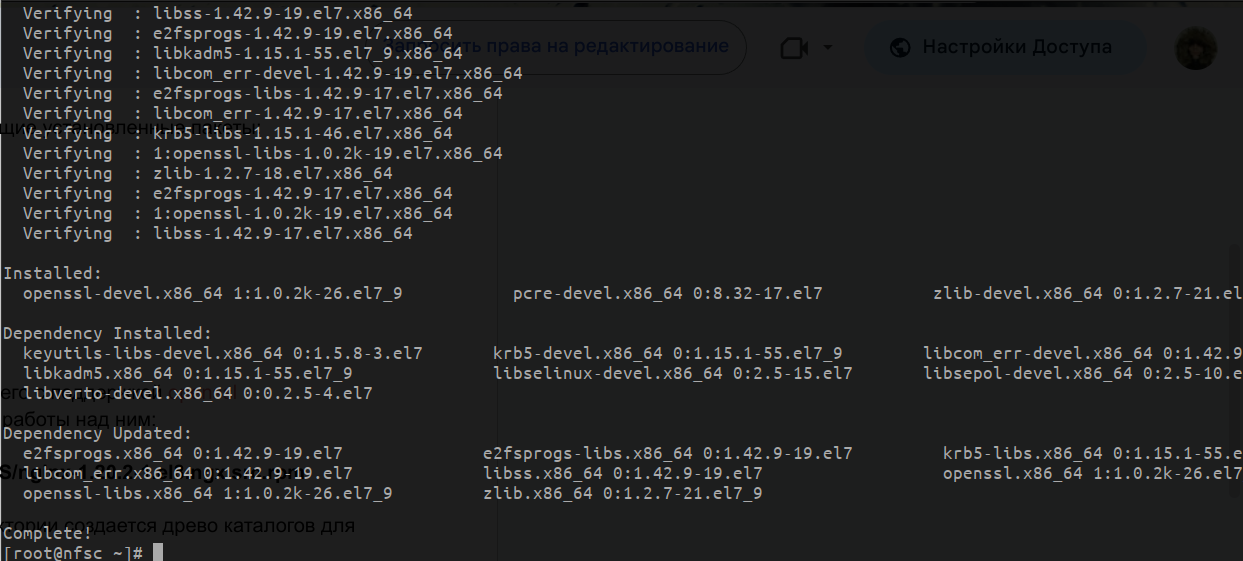 Verifying  : libss-1.42.9-19.el7.x86_64
Verifying  : e2fsprogs-1.42.9-19.el7.x86_64
Verifying  : libkadm5-1.15.1-55.el7_9.x86_64
права на редактирование
Настройки Доступа
Verifying  : libcom_err-devel-1.42.9-19.el7.x86_64
Verifying  : e2fsprogs-libs-1.42.9-17.el7.x86_64
Verifying  : libcom_err-1.42.9-17.el7.x86_64
Verifying  : krb5-libs-1.15.1-46.el7.x86_64
Verifying  : 1:openssl-libs-1.0.2k-19.el7.x86_64
Verifying  : zlib-1.2.7-18.el7.x86_64
Verifying  : e2fsprogs-1.42.9-17.el7.x86_64
Verifying  : 1:openssl-1.0.2k-19.el7.x86_64
Verifying  : libss-1.42.9-17.el7.x86_64
Installed:
openssl-devel.x86_64 1:1.0.2k-26.el7_9 pcre-devel.x86_64 0:8.32-17.el7 zlib-devel.x86_64 0:1.2.7-21.el
Dependency Installed:
keyutils-libs-devel.x86_64 0:1.5.8-3.el7 krb5-devel.x86_64 0:1.15.1-55.el7_9 libcom_err-devel.x86_64 0:1.42.9
libkadm5.x86_64 0:1.15.1-55.el7_9 libselinux-devel.x86_64 0:2.5-15.el7 libsepol-devel.x86_64 0:2.5-10.e
libverto-devel.x86_64 0:0.2.5-4.el7
работы над ним:
Dependency Updated:
e2fsprogs.x86_64 0:1.42.9-19.el7 e2fsprogs-libs.x86_64 0:1.42.9-19.el7 krb5-libs.x86_64 0:1.15.1-55.e
libcom_err.x86_64 0:1.42.9-19.el7 libss.x86_64 0:1.42.9-19.el7 openssl.x86_64 1:1.0.2k-26.el7
openssl-libs.x86_64 1:1.0.2k-26.el7_9 zlib.x86_64 0:1.2.7-21.el7_9
создается древо каталогов для
Complete!
[root@nfsc ~]#